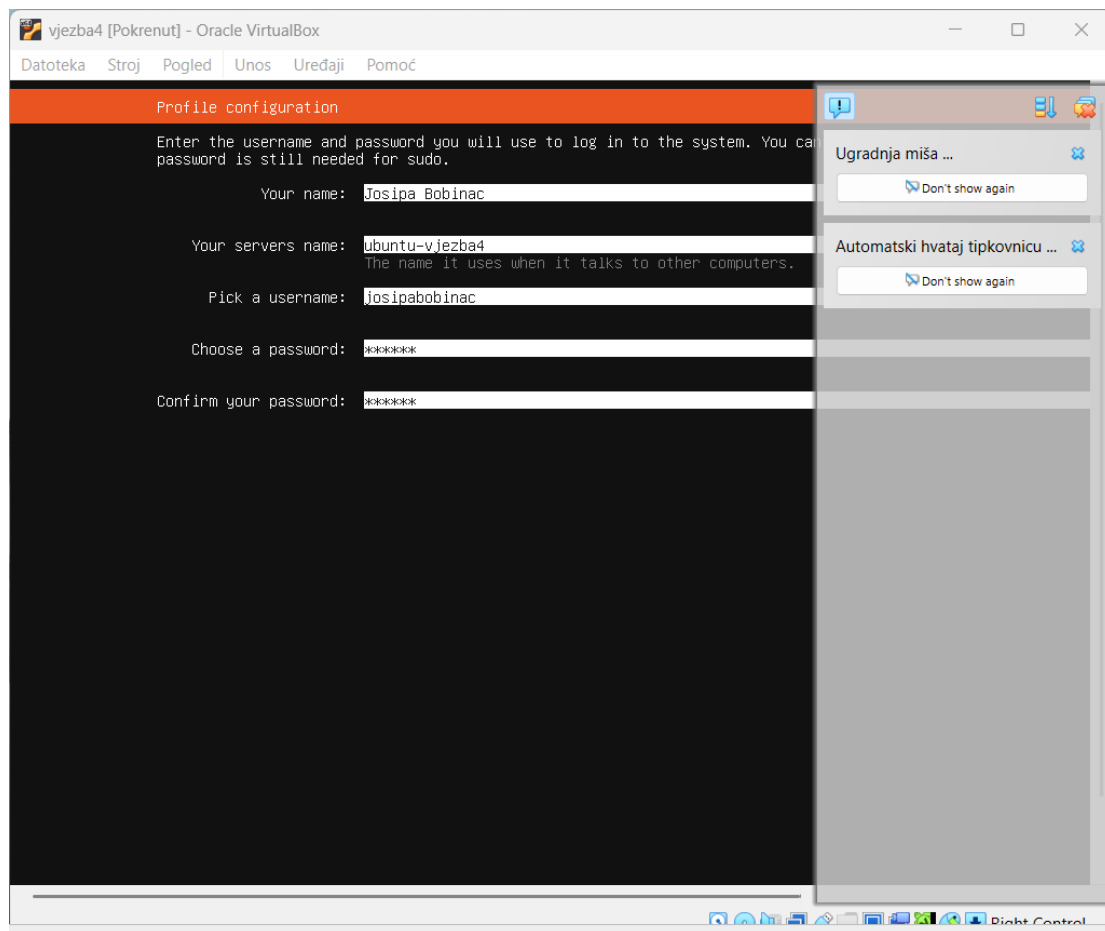 vjezba4 [Pokrenut] - Oracle VirtualBox
Datoteka Stroj Pogled Unos Uređaji Pomoć
Profile configuration
Enter the username and password you will use to log in to the system. You can
password is still needed for sudo.
Your name: Josipa Bobinac
Your servers name: ubuntu-vjezba4
The name it uses when it talks to other computers.
Pick a username: josipabobinac
Choose a password: ******
Confirm your password: ******
Ugradnja miša ...
Don't show again
Automatski hvataj tipkovnicu ...
Don't show again
Right Control